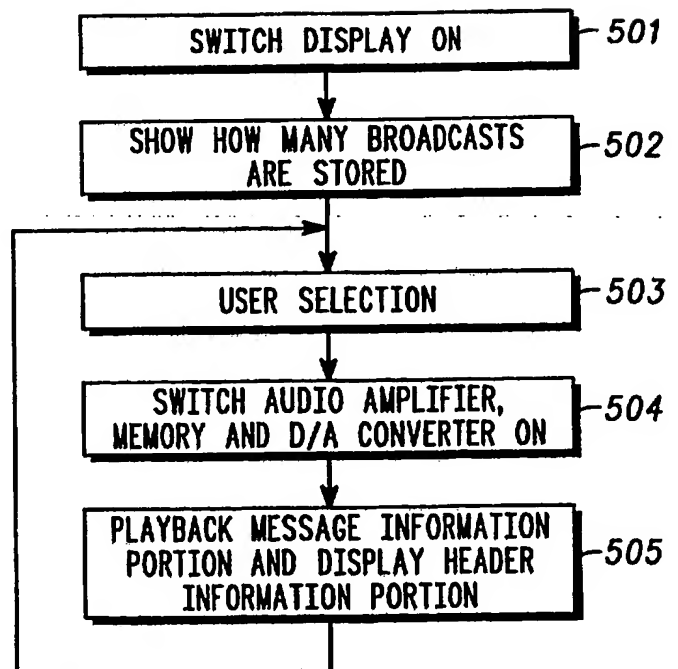 SWITCH DISPLAY ON
501
SHOW HOW MANY BROADCASTS
ARE STORED
502
USER SELECTION
503
SWITCH AUDIO AMPLIFIER,
MEMORY AND D/A CONVERTER ON
504
PLAYBACK MESSAGE INFORMATION
PORTION AND DISPLAY HEADER
INFORMATION PORTION
505